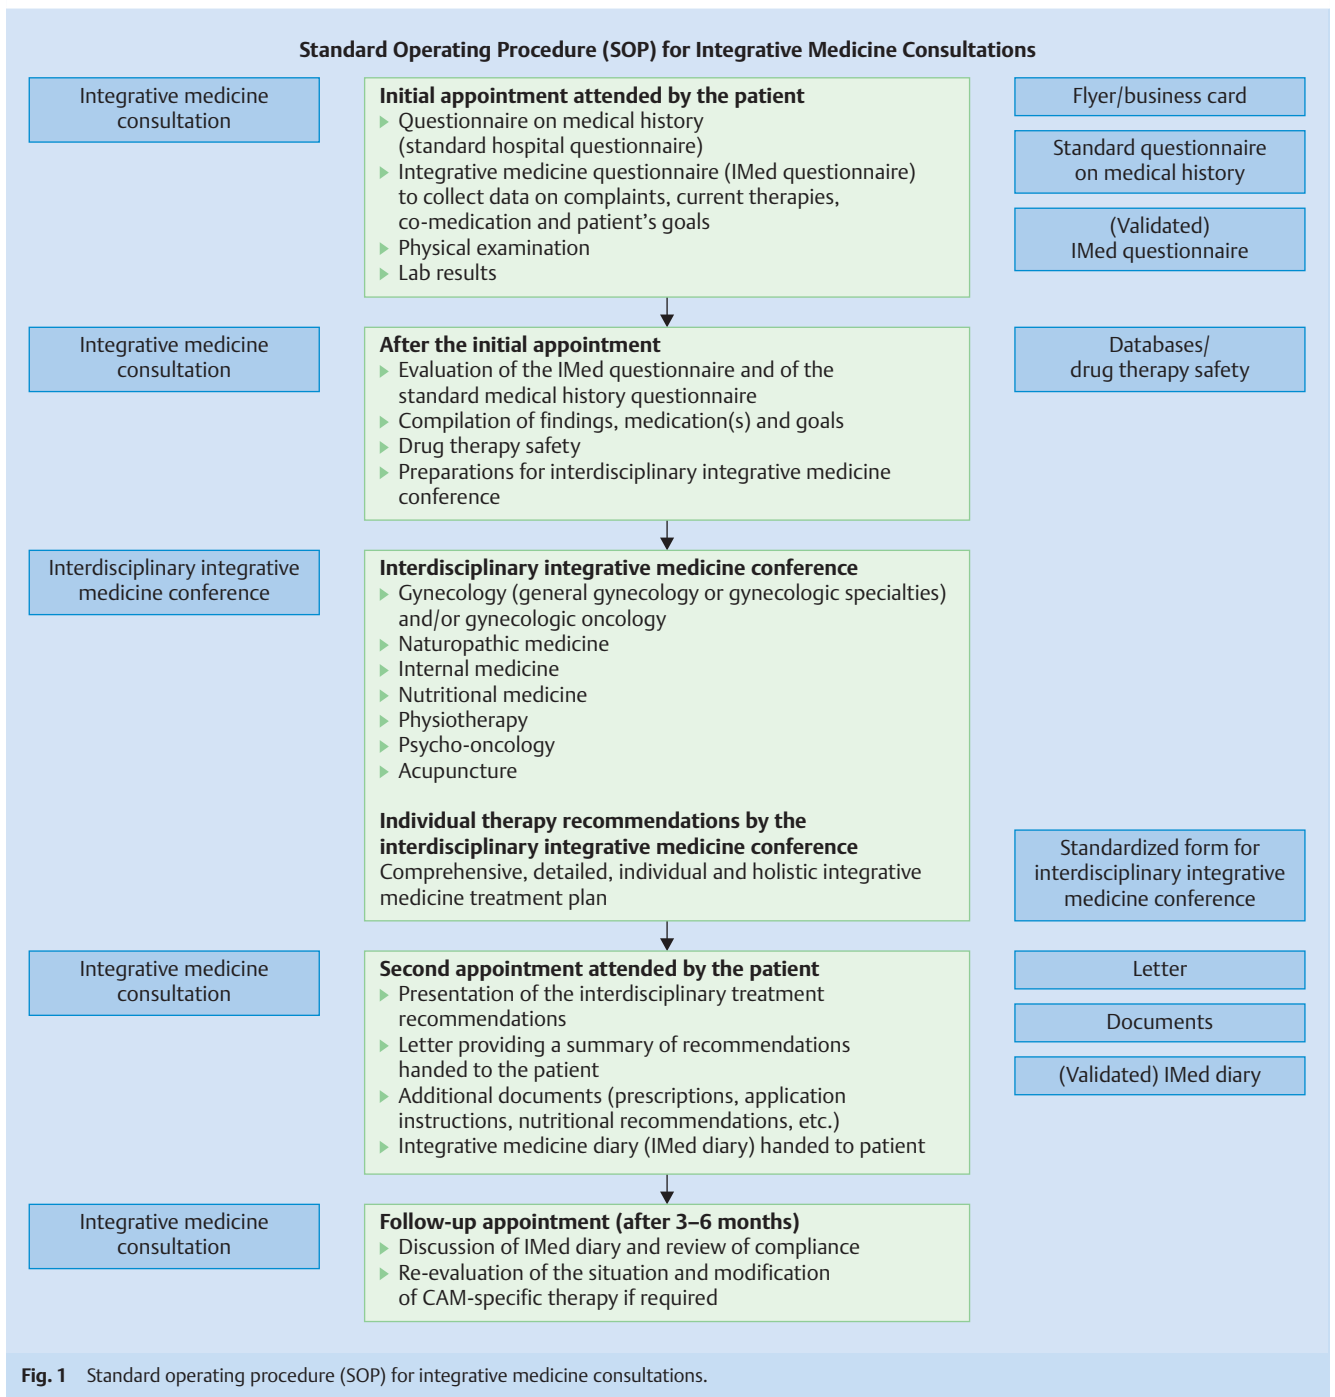 Standard Operating Procedure (SOP) for Integrative Medicine Consultations
Integrative medicine
consultation
Initial appointment attended by the patient
Questionnaire on medical history
(standard hospital questionnaire)
Integrative medicine questionnaire (IMed questionnaire)
to collect data on complaints, current therapies,
co-medication and patient's goals
Physical examination
Lab results
Flyer/business card
Standard questionnaire
on medical history
(Validated)
IMed questionnaire
Integrative medicine
consultation
After the initial appointment
Evaluation of the IMed questionnaire and of the
standard medical history questionnaire
Compilation of findings, medication(s) and goals
Drug therapy safety
Preparations for interdisciplinary integrative medicine
conference
Databases/
drug therapy safety
Interdisciplinary integrative
medicine conference
Interdisciplinary integrative medicine conference
Gynecology (general gynecology or gynecologic specialties)
and/or gynecologic oncology
Naturopathic medicine
Internal medicine
Nutritional medicine
Physiotherapy
Psycho-oncology
Acupuncture
Individual therapy recommendations by the
interdisciplinary integrative medicine conference
Comprehensive, detailed, individual and holistic integrative
medicine treatment plan
Standardized form for
interdisciplinary integrative
medicine conference
Integrative medicine
consultation
Second appointment attended by the patient
Presentation of the interdisciplinary treatment
recommendations
Letter providing a summary of recommendations
handed to the patient
Additional documents (prescriptions, application
instructions, nutritional recommendations, etc.)
Integrative medicine diary (IMed diary) handed to patient
Letter
Documents
(Validated) IMed diary
Integrative medicine
consultation
Follow-up appointment (after 3–6 months)
Discussion of IMed diary and review of compliance
Re-evaluation of the situation and modification
of CAM-specific therapy if required
Fig. 1 Standard operating procedure (SOP) for integrative medicine consultations.